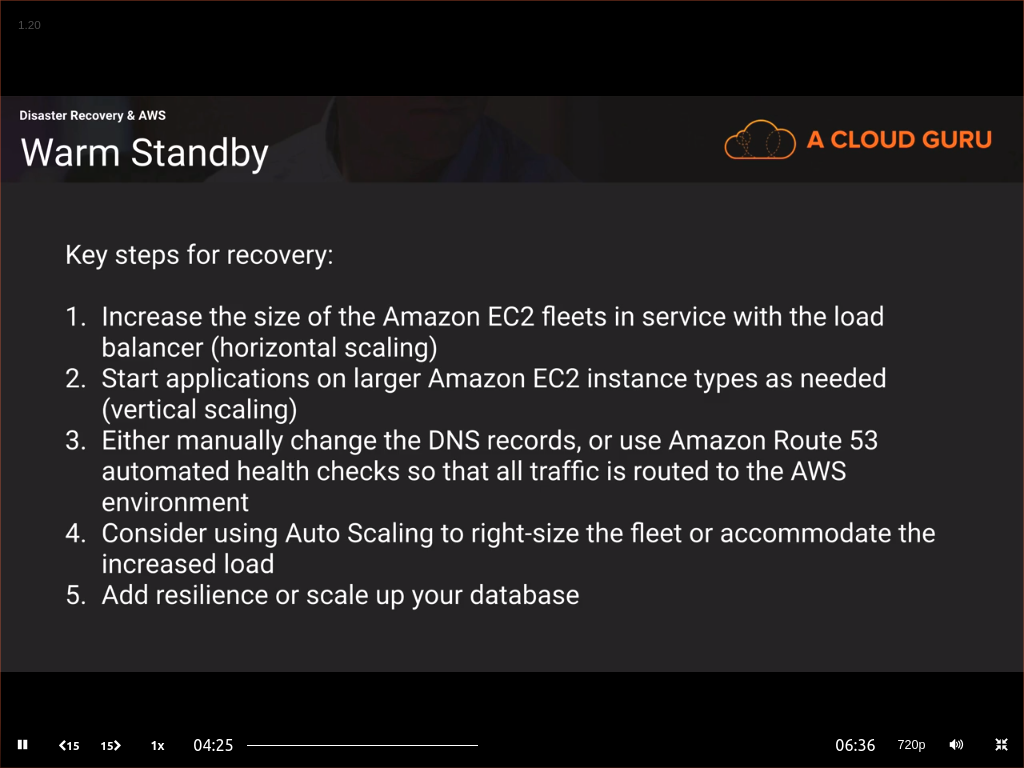 1.20
Disaster Recovery & AWS
Warm Standby
A CLOUD GURU
Key steps for recovery:
1. Increase the size of the Amazon EC2 fleets in service with the load
balancer (horizontal scaling)
2. Start applications on larger Amazon EC2 instance types as needed
(vertical scaling)
3. Either manually change the DNS records, or use Amazon Route 53
automated health checks so that all traffic is routed to the AWS
environment
4. Consider using Auto Scaling to right-size the fleet or accommodate the
increased load
5. Add resilience or scale up your database
15 15 1x 04:25 06:36 720p